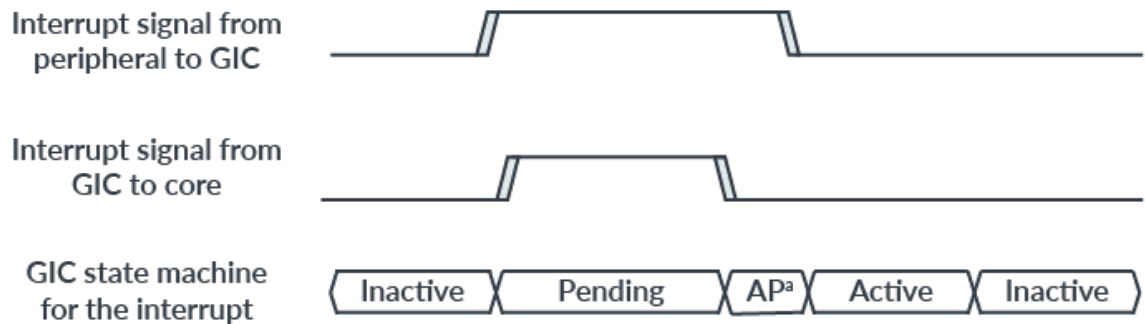 Interrupt signal from
peripheral to GIC
Interrupt signal from
GIC to core
GIC state machine
for the interrupt
Inactive Pending APᵃ Active Inactive